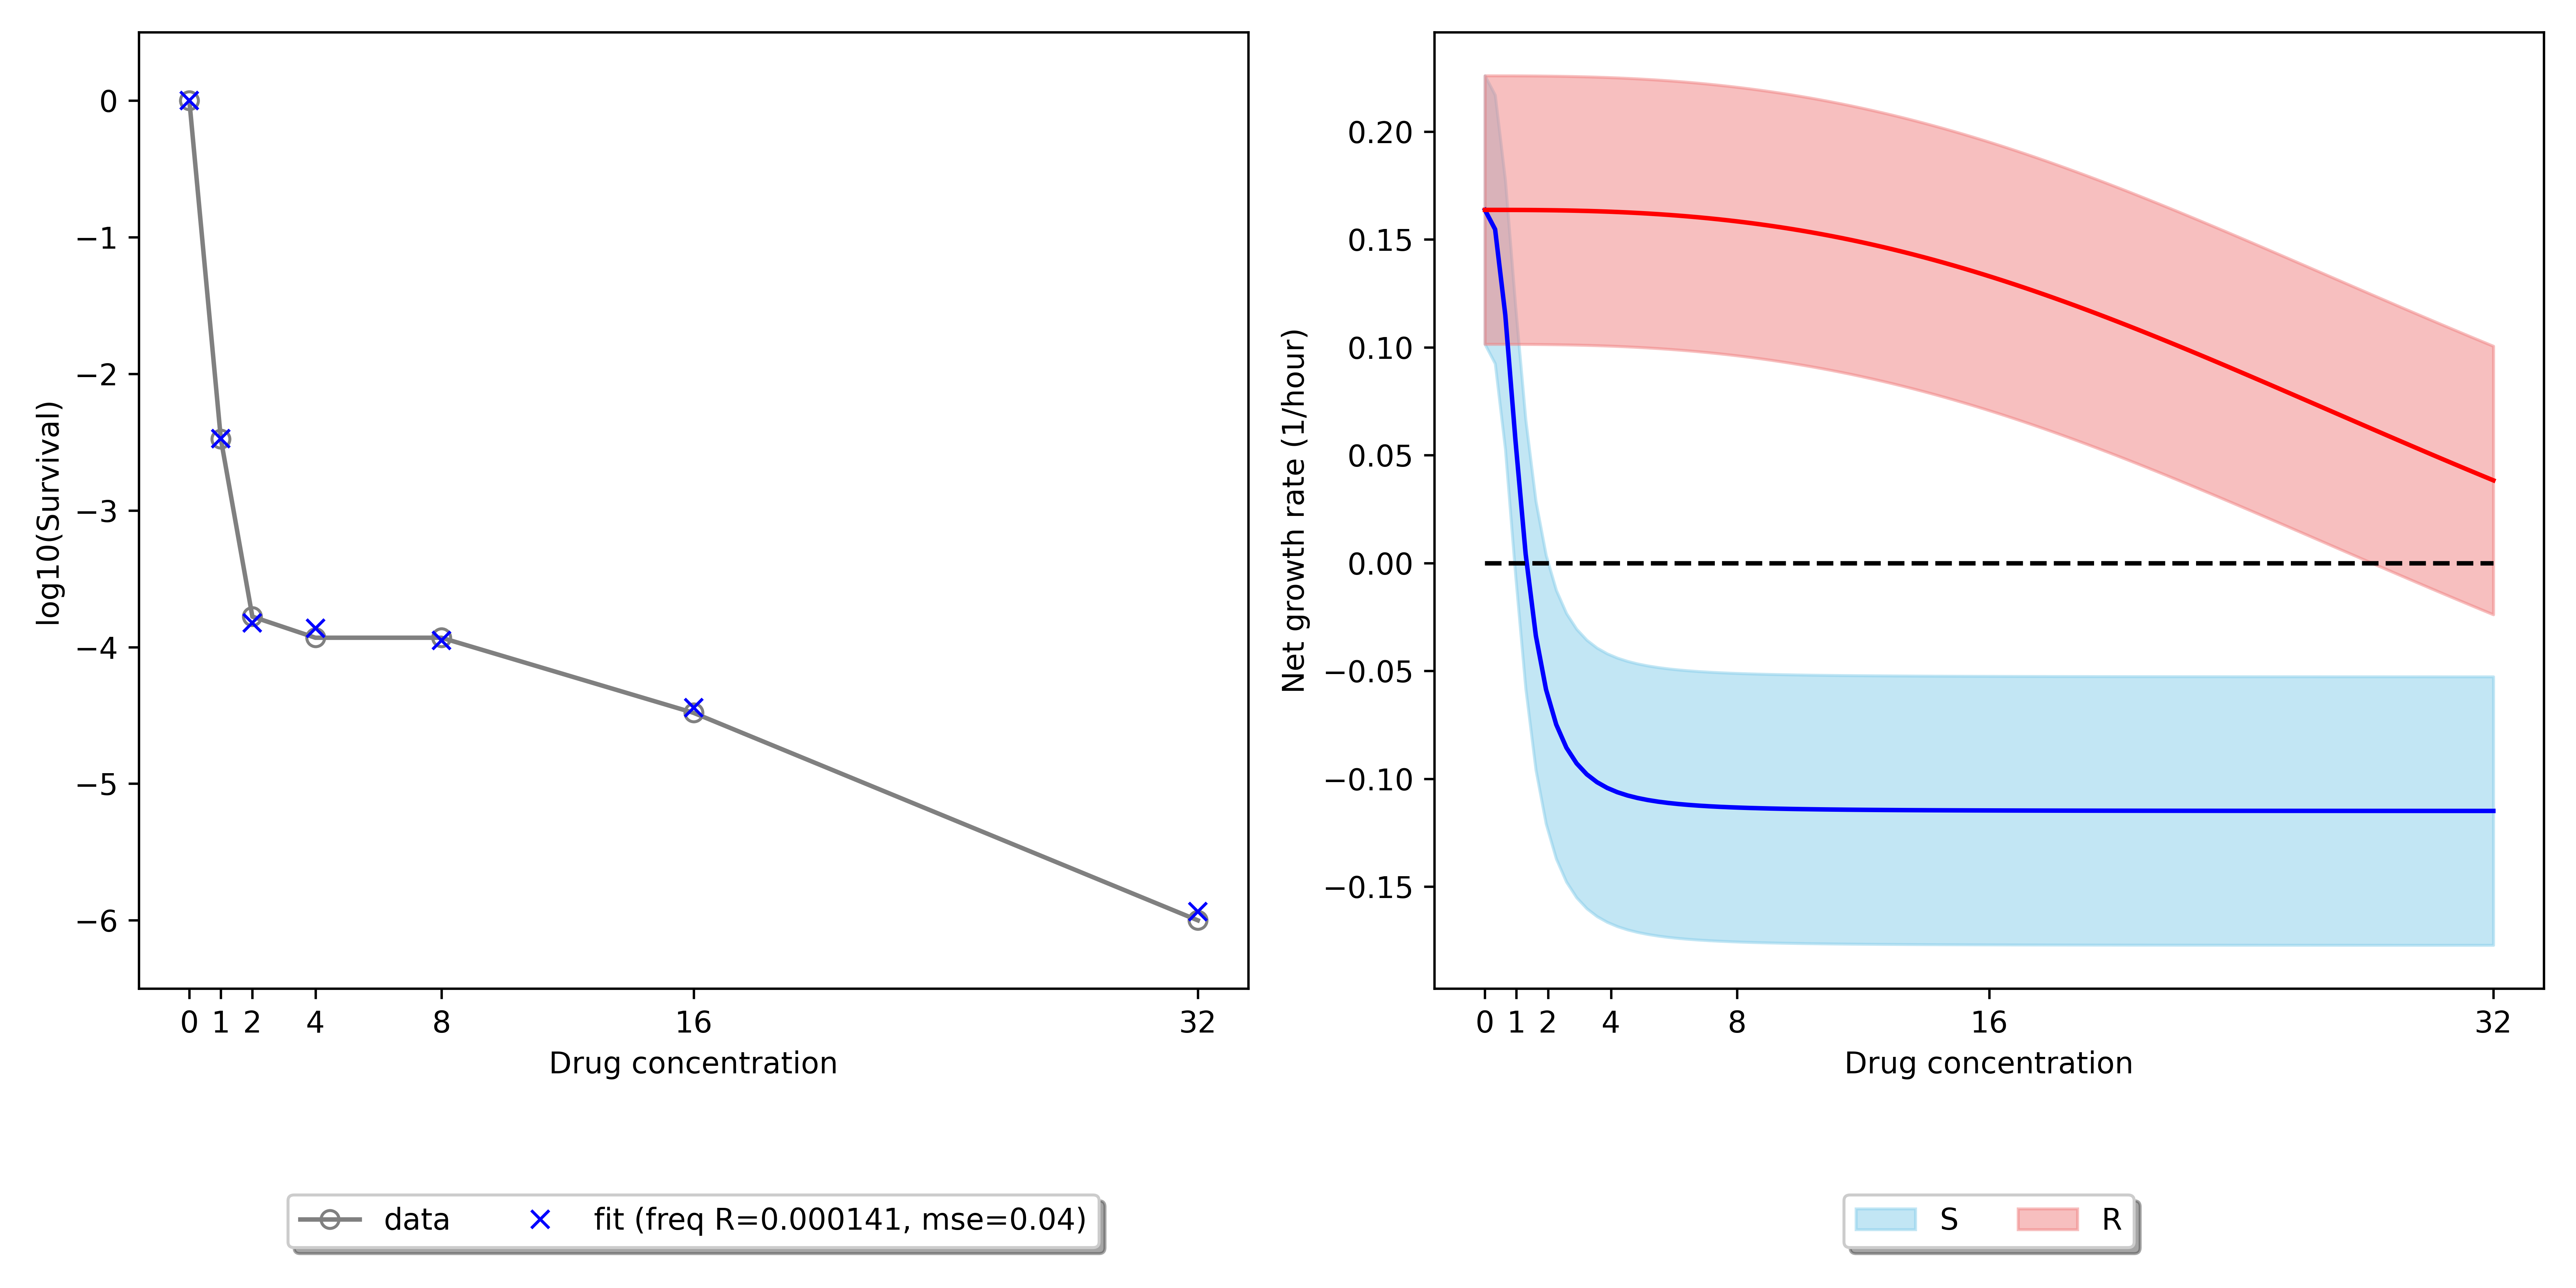 log10(Survival)
0
−1
−2
−3
−4
−5
−6
0 1 2 4 8 16 32
Drug concentration
data fit (freq R=0.000141, mse=0.04)
Net growth rate (1/hour)
0.20
0.15
0.10
0.05
0.00
−0.05
−0.10
−0.15
0 1 2 4 8 16 32
Drug concentration
S R